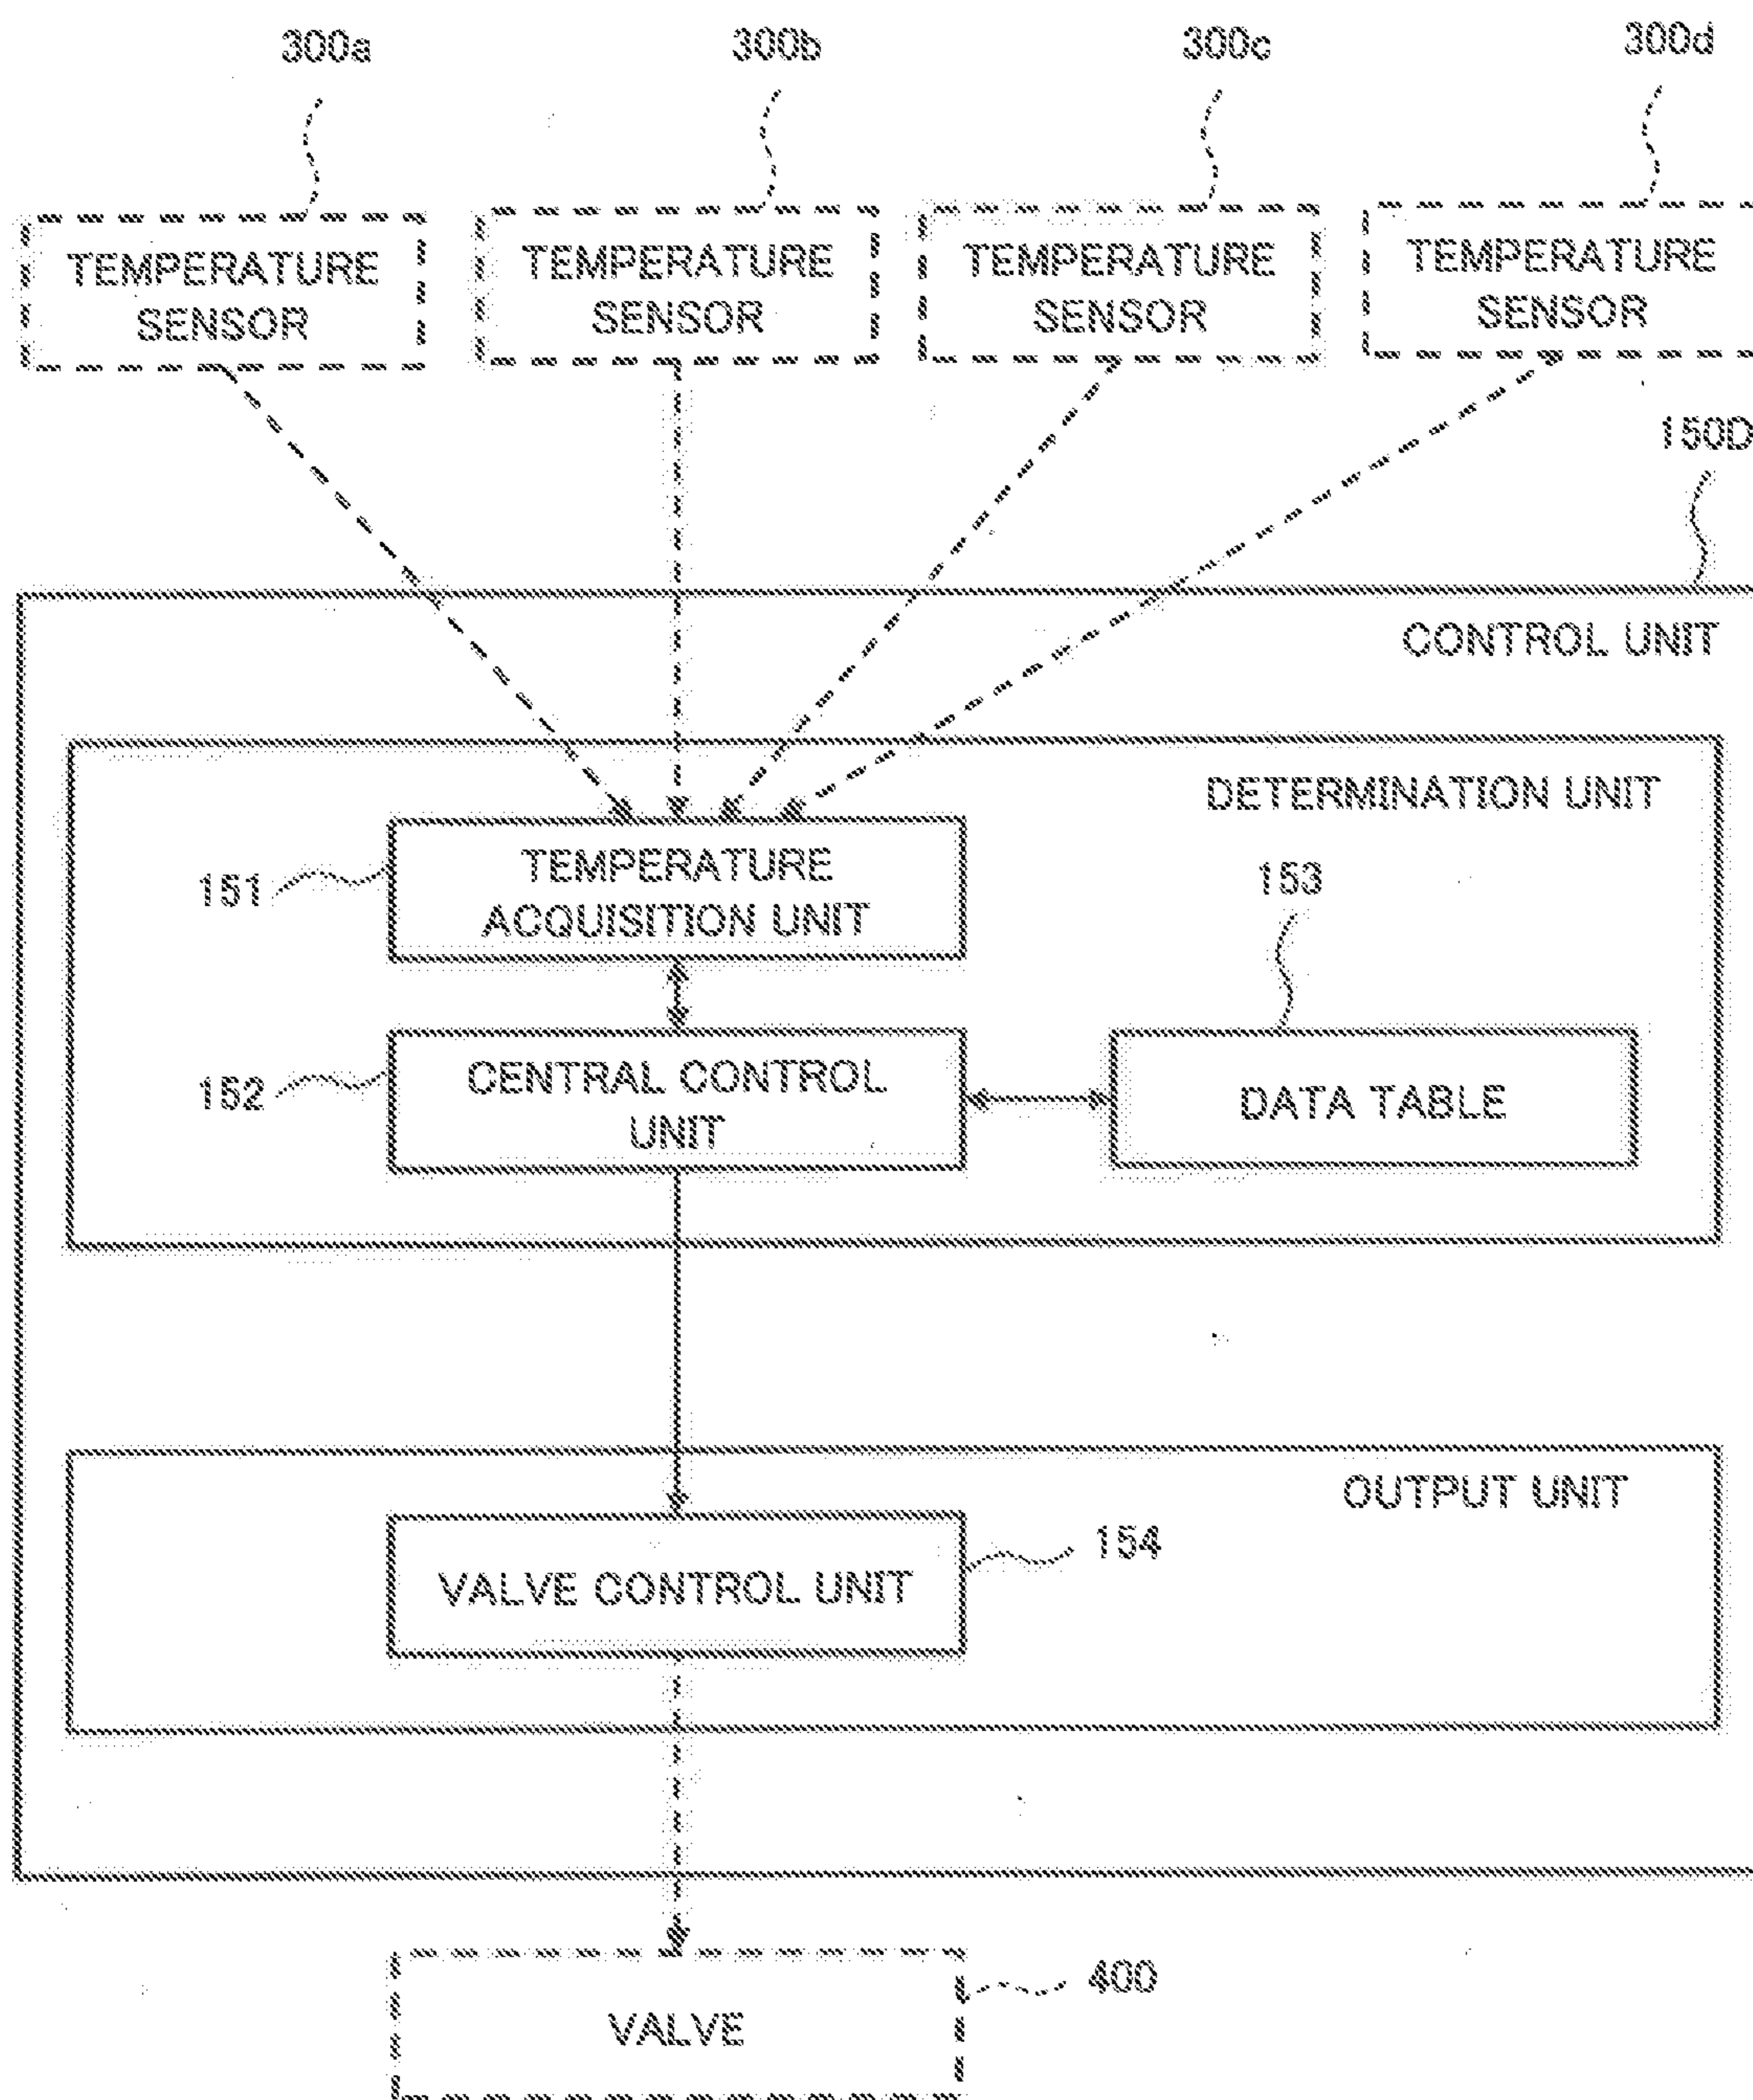 300a 300b 300c 300d
TEMPERATURE SENSOR
TEMPERATURE SENSOR
TEMPERATURE SENSOR
TEMPERATURE SENSOR
150D
CONTROL UNIT
DETERMINATION UNIT
151
TEMPERATURE
ACQUISITION UNIT
153
152
CENTRAL CONTROL
UNIT
DATA TABLE
OUTPUT UNIT
VALVE CONTROL UNIT
154
VALVE
400